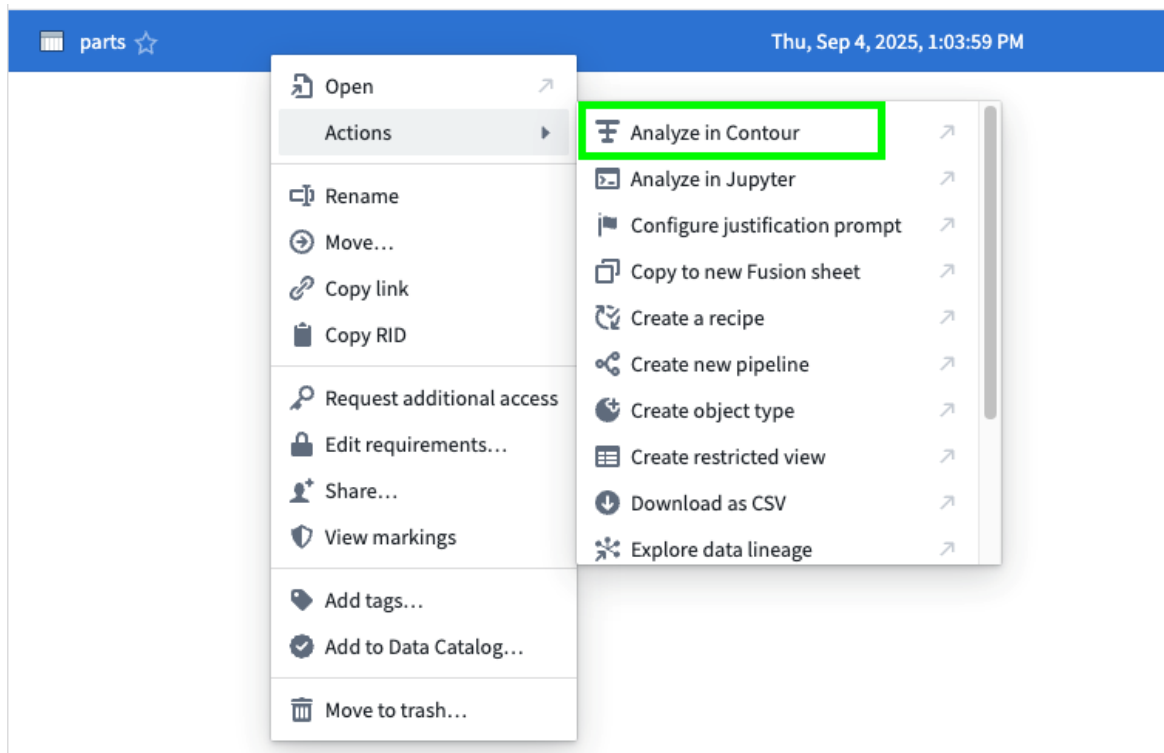 parts
Thu, Sep 4, 2025, 1:03:59 PM
Open
Actions
Rename
Move…
Copy link
Copy RID
Request additional access
Edit requirements…
Share…
View markings
Add tags…
Add to Data Catalog…
Move to trash…
Analyze in Contour
Analyze in Jupyter
Configure justification prompt
Copy to new Fusion sheet
Create a recipe
Create new pipeline
Create object type
Create restricted view
Download as CSV
Explore data lineage